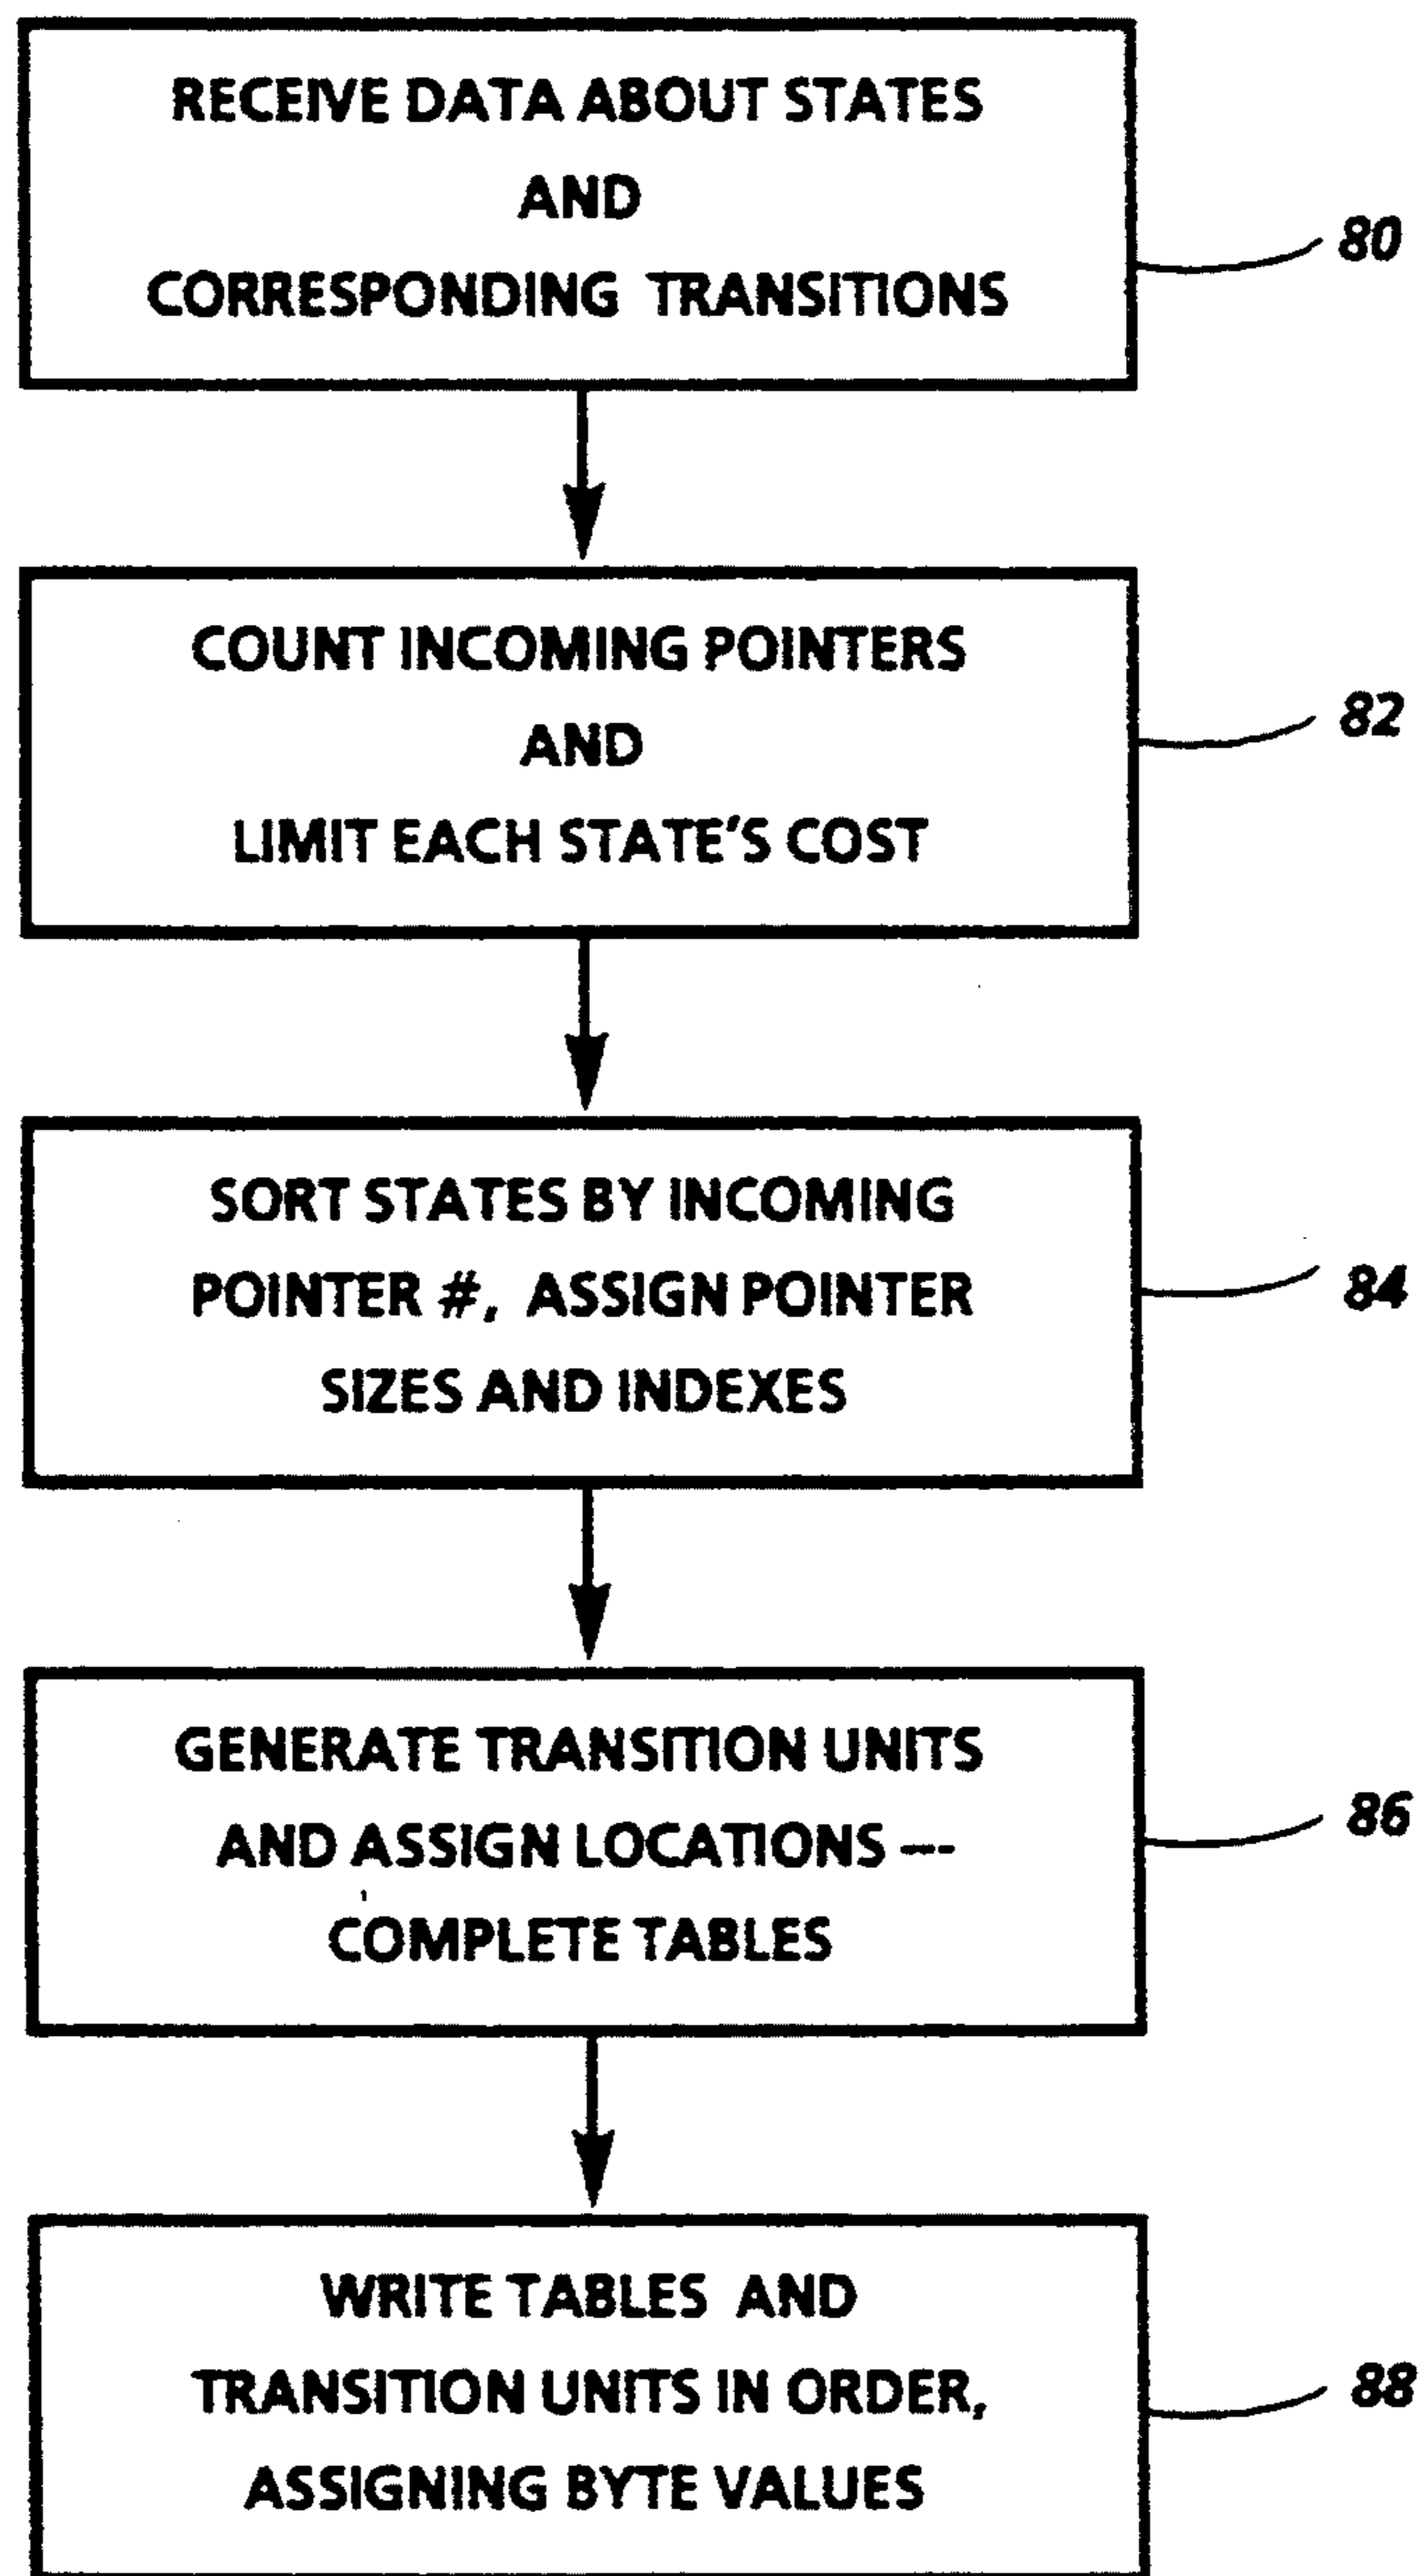 RECEIVE DATA ABOUT STATES
AND
CORRESPONDING TRANSITIONS
80
COUNT INCOMING POINTERS
AND
LIMIT EACH STATE'S COST
82
SORT STATES BY INCOMING
POINTER #, ASSIGN POINTER
SIZES AND INDEXES
84
GENERATE TRANSITION UNITS
AND ASSIGN LOCATIONS ---
COMPLETE TABLES
86
WRITE TABLES AND
TRANSITION UNITS IN ORDER,
ASSIGNING BYTE VALUES
88